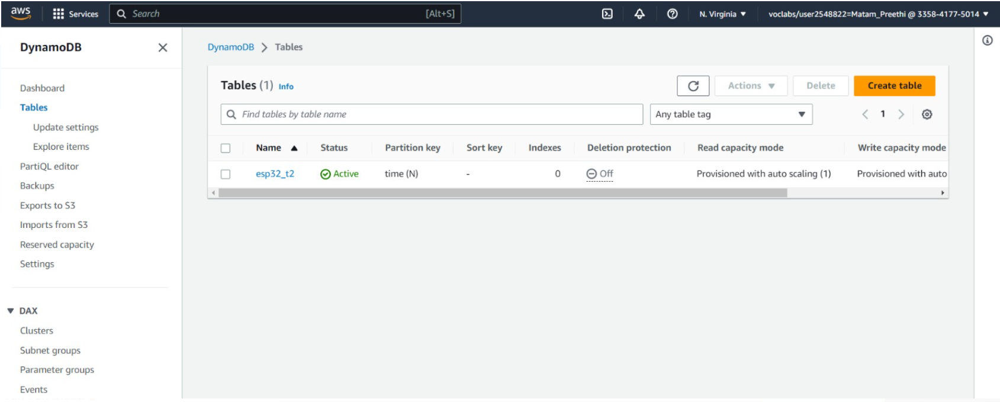 aws Services Search [Alt+S] N. Virginia voclabs/user2548822=Matam_Preethi @ 3358-4177-5014
DynamoDB
Dashboard
Tables
Update settings
Explore items
PartiQL editor
Backups
Exports to S3
Imports from S3
Reserved capacity
Settings
DAX
Clusters
Subnet groups
Parameter groups
Events
DynamoDB > Tables
Tables (1) Info Actions Delete Create table
Find tables by table name Any table tag 1
Name Status Partition key Sort key Indexes Deletion protection Read capacity mode Write capacity mode
esp32_t2 Active time (N) - 0 Off Provisioned with auto scaling (1) Provisioned with auto